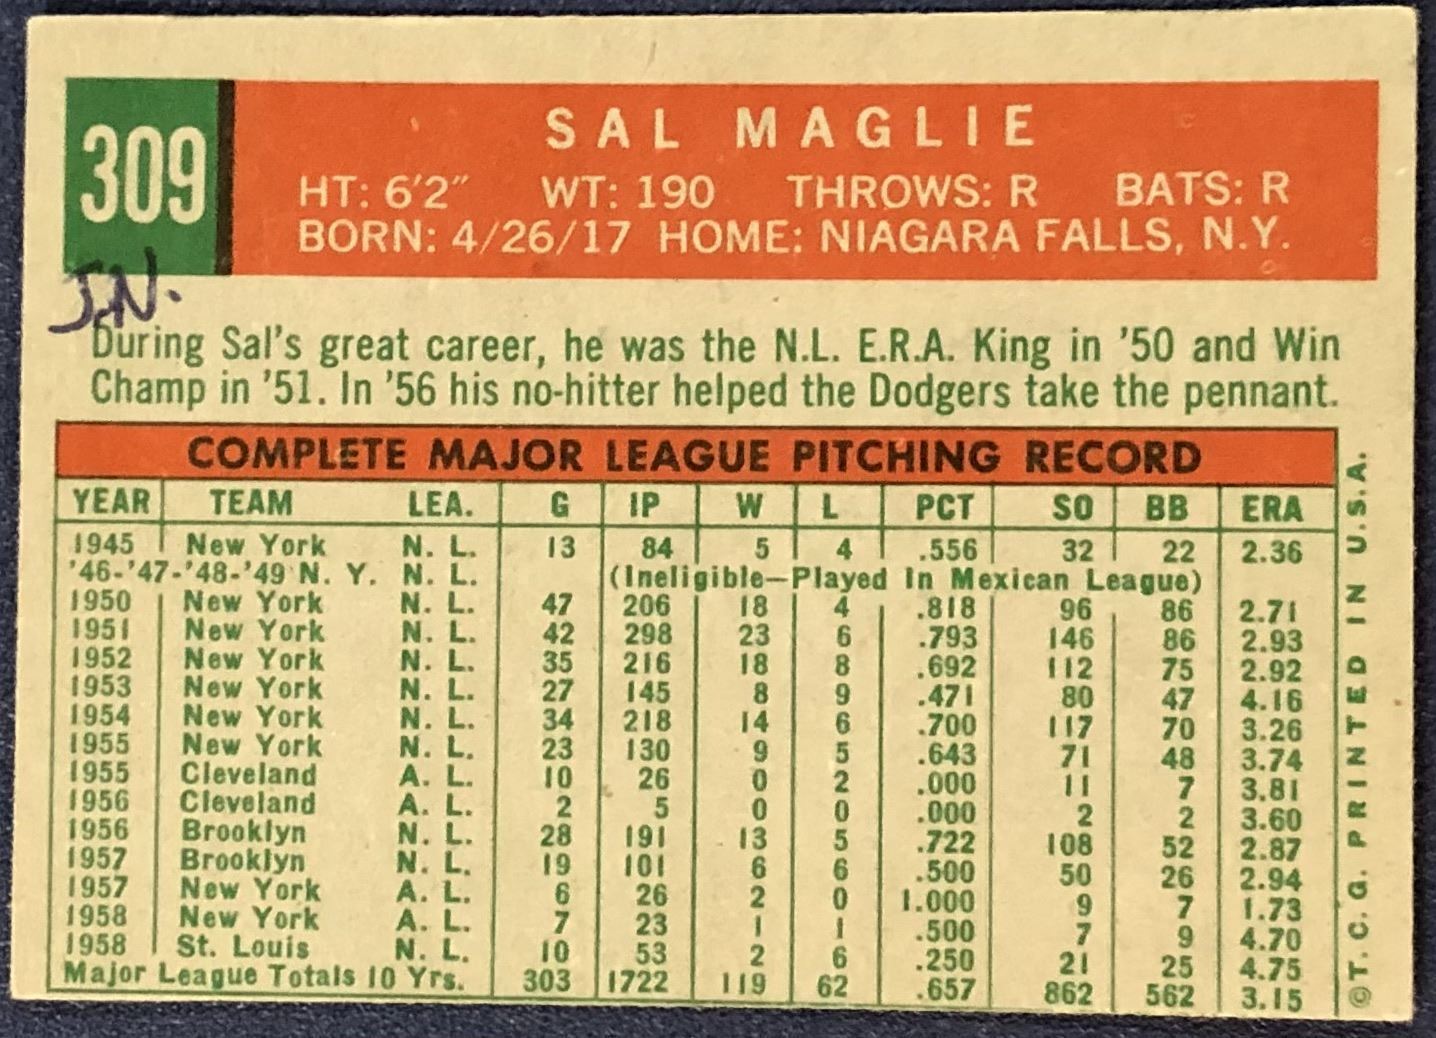 309
SAL MAGLIE
HT: 6'2" WT: 190 THROWS: R BATS: R
BORN: 4/26/17 HOME: NIAGARA FALLS, N.Y.
J.N.
During Sal's great career, he was the N.L. E.R.A. King in '50 and Win
Champ in '51. In '56 his no-hitter helped the Dodgers take the pennant.
COMPLETE MAJOR LEAGUE PITCHING RECORD
YEAR TEAM LEA. G IP W L PCT SO BB ERA
1945 New York N. L. 13 84 5 4 .556 32 22 2.36
'46-'47-'48-'49 N. Y. N. L. (Ineligible—Played In Mexican League)
1950 New York N. L. 47 206 18 4 .818 96 86 2.71
1951 New York N. L. 42 298 23 6 .793 146 86 2.93
1952 New York N. L. 35 216 18 8 .692 112 75 2.92
1953 New York N. L. 27 145 8 9 .471 80 47 4.16
1954 New York N. L. 34 218 14 6 .700 117 70 3.26
1955 New York N. L. 23 130 9 5 .643 71 48 3.74
1955 Cleveland A. L. 10 26 0 2 .000 11 7 3.81
1956 Cleveland A. L. 2 5 0 0 .000 2 2 3.60
1956 Brooklyn N. L. 28 191 13 5 .722 108 52 2.87
1957 Brooklyn N. L. 19 101 6 6 .500 50 26 2.94
1957 New York A. L. 6 26 2 0 1.000 9 7 1.73
1958 New York A. L. 7 23 1 1 .500 7 9 4.70
1958 St. Louis N. L. 10 53 2 6 .250 21 25 4.75
Major League Totals 10 Yrs. 303 1722 119 62 .657 862 562 3.15
©T.C.G. PRINTED IN U.S.A.